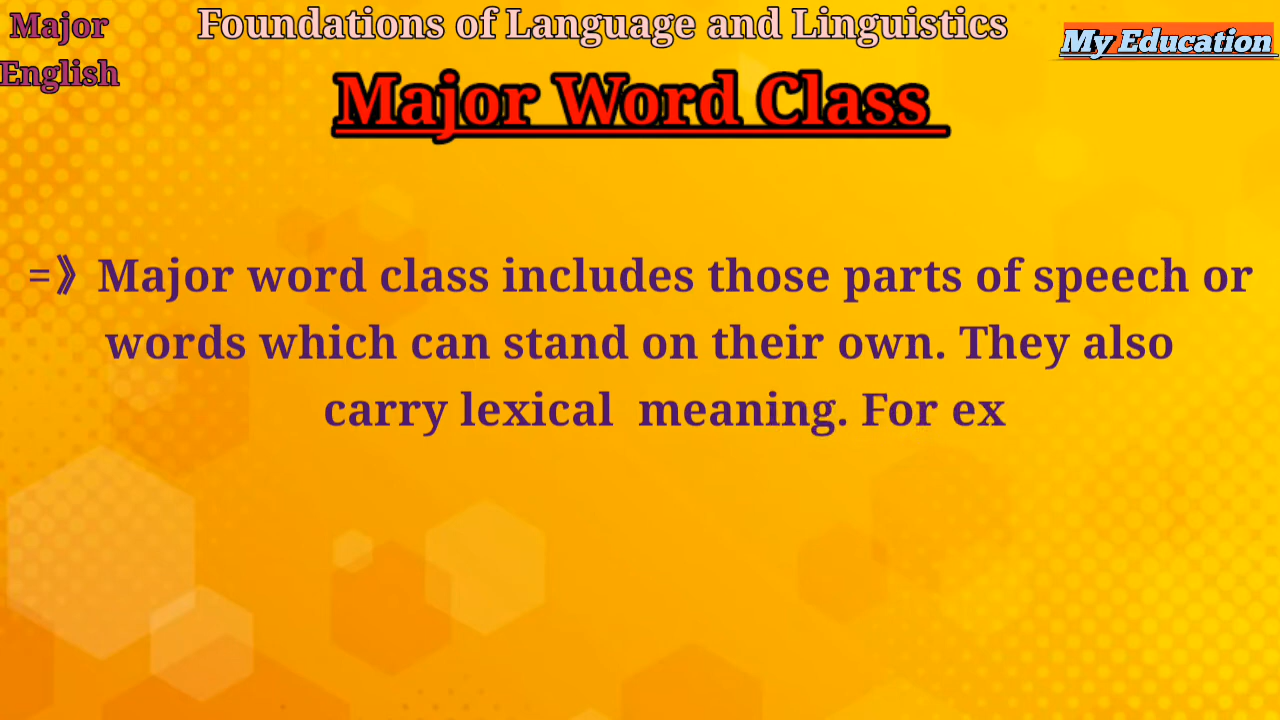 Major
English
Foundations of Language and Linguistics
My Education
Major Word Class
=》Major word class includes those parts of speech or
words which can stand on their own. They also
carry lexical meaning. For ex